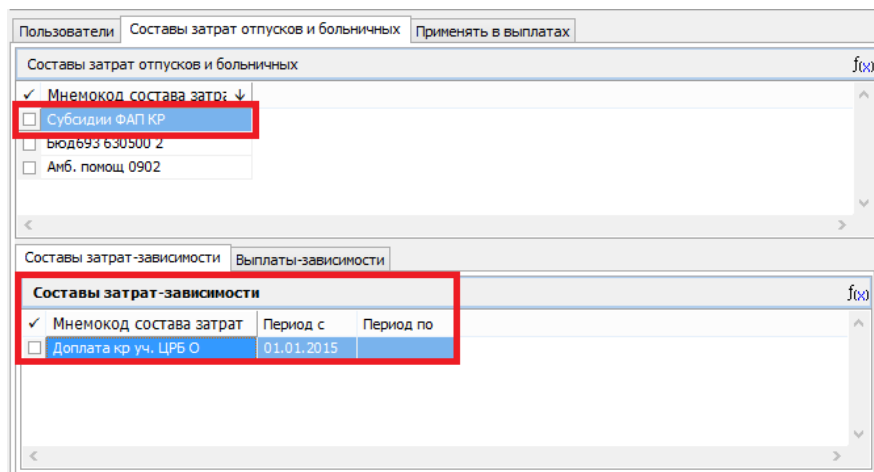 Пользователи Составы затрат отпусков и больничных Применять в выплатах
Составы затрат отпусков и больничных f(x)
✓ Мнемокод состава затра ↓
Субсидии ФАП КР
Бюд693 630500 2
Амб. помощ 0902
Составы затрат-зависимости Выплаты-зависимости
Составы затрат-зависимости f(x)
✓ Мнемокод состава затрат Период с Период по
Доплата кр уч. ЦРБ О 01.01.2015